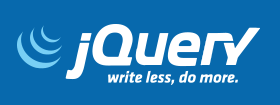 jQuery
write less, do more.